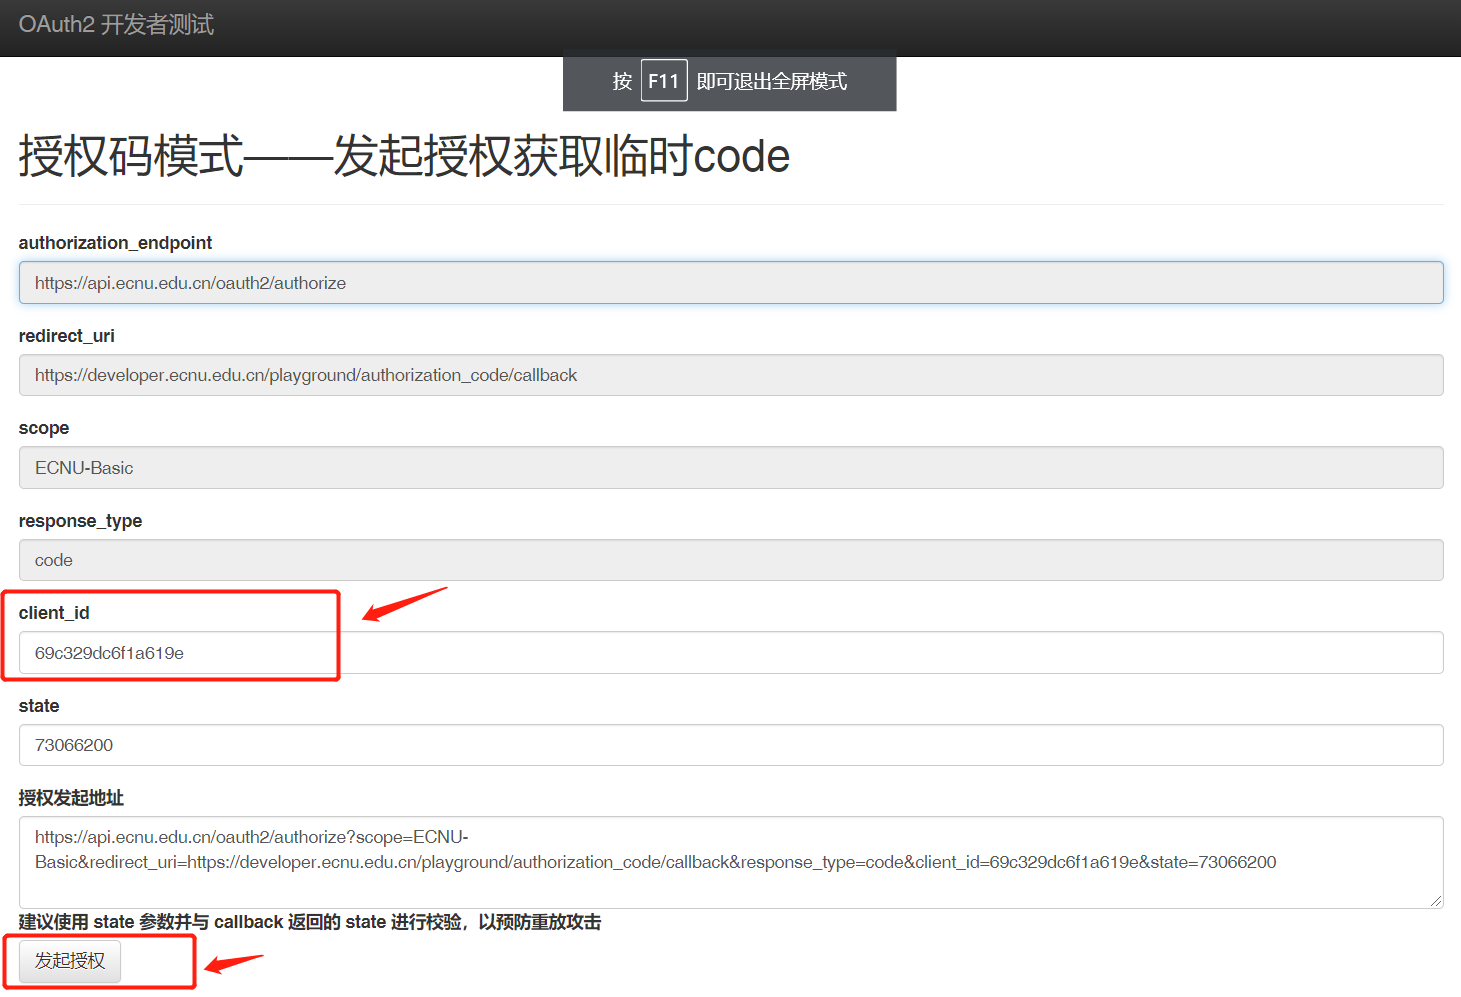 OAuth2 开发者测试
按 F11 即可退出全屏模式
授权码模式——发起授权获取临时code
authorization_endpoint
https://api.ecnu.edu.cn/oauth2/authorize
redirect_uri
https://developer.ecnu.edu.cn/playground/authorization_code/callback
scope
ECNU-Basic
response_type
code
client_id
69c329dc6f1a619e
state
73066200
授权发起地址
https://api.ecnu.edu.cn/oauth2/authorize?scope=ECNU-
Basic&redirect_uri=https://developer.ecnu.edu.cn/playground/authorization_code/callback&response_type=code&client_id=69c329dc6f1a619e&state=73066200
建议使用 state 参数并与 callback 返回的 state 进行校验，以预防重放攻击
发起授权